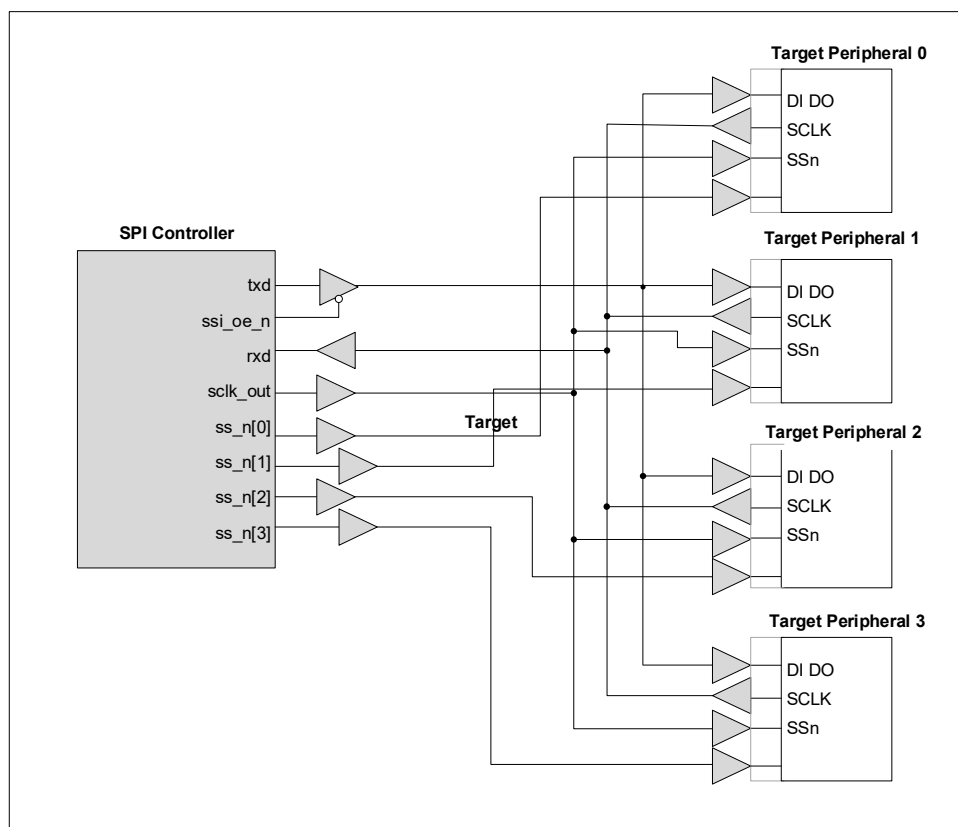 Target Peripheral 0
DI DO
SCLK
SSn
SPI Controller
txd
ssi_oe_n
rxd
sclk_out
ss_n[0]
ss_n[1]
ss_n[2]
ss_n[3]
Target
Target Peripheral 1
DI DO
SCLK
SSn
Target Peripheral 2
DI DO
SCLK
SSn
Target Peripheral 3
DI DO
SCLK
SSn